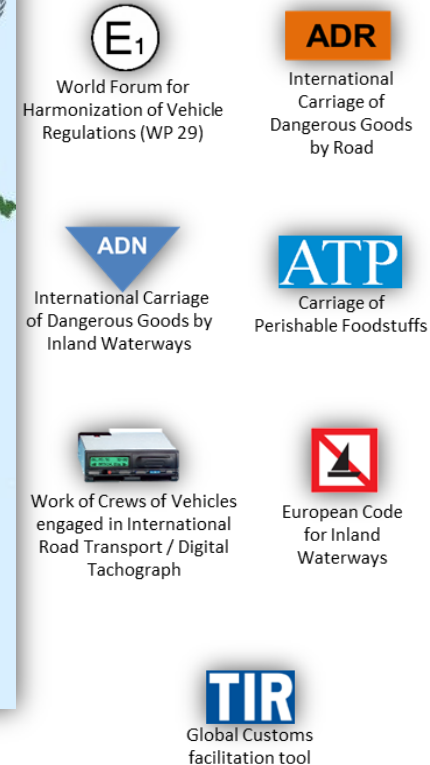 E1
World Forum for
Harmonization of Vehicle
Regulations (WP 29)
ADR
International
Carriage of
Dangerous Goods
by Road
ADN
International Carriage
of Dangerous Goods by
Inland Waterways
ATP
Carriage of
Perishable Foodstuffs
Work of Crews of Vehicles
engaged in International
Road Transport / Digital
Tachograph
European Code
for Inland
Waterways
TIR
Global Customs
facilitation tool